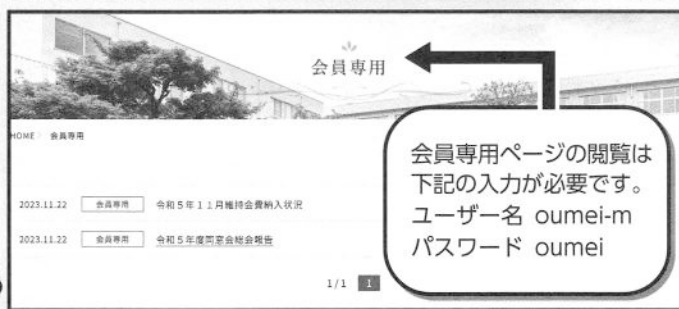 会員専用
HOME 会員専用
2023.11.22 会員専用 令和5年11月維持会費納入状況
2023.11.22 会員専用 令和5年度同窓会総会報告
1/1 1
会員専用ページの閲覧は
下記の入力が必要です。
ユーザー名 oumei-m
パスワード oumei